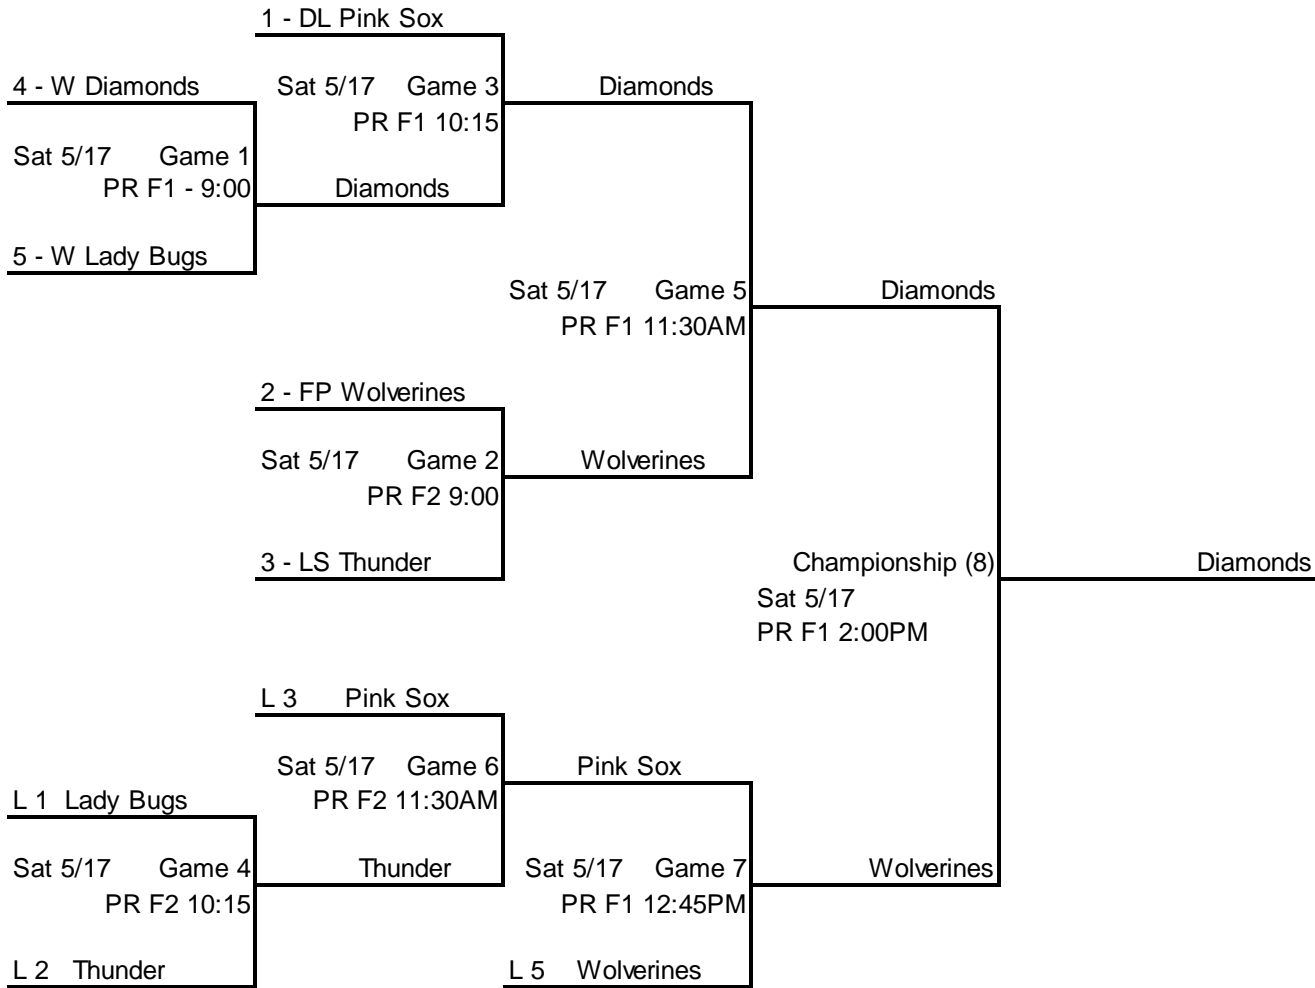 1 - DL Pink Sox
4 - W Diamonds
Sat 5/17 Game 3
Diamonds
PR F1 10:15
Sat 5/17 Game 1
PR F1 - 9:00
Diamonds
5 - W Lady Bugs
Sat 5/17 Game 5
Diamonds
PR F1 11:30AM
2 - FP Wolverines
Sat 5/17 Game 2
Wolverines
PR F2 9:00
3 - LS Thunder
Championship (8)
Diamonds
Sat 5/17
PR F1 2:00PM
L 3 Pink Sox
Sat 5/17 Game 6
Pink Sox
PR F2 11:30AM
L 1 Lady Bugs
Sat 5/17 Game 4
Thunder
Sat 5/17 Game 7
Wolverines
PR F2 10:15
PR F1 12:45PM
L 2 Thunder
L 5 Wolverines